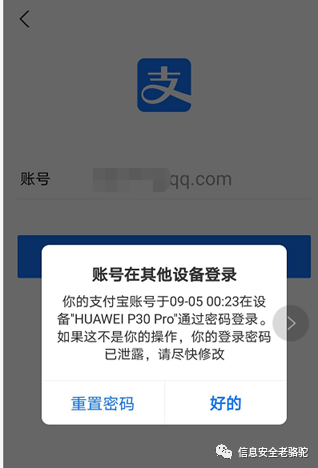 支
账号 qq.com
账号在其他设备登录
你的支付宝账号于09-05 00:23在设
备"HUAWEI P30 Pro"通过密码登录。
如果这不是你的操作，你的登录密码
已泄露，请尽快修改
重置密码 好的
信息安全老骆驼